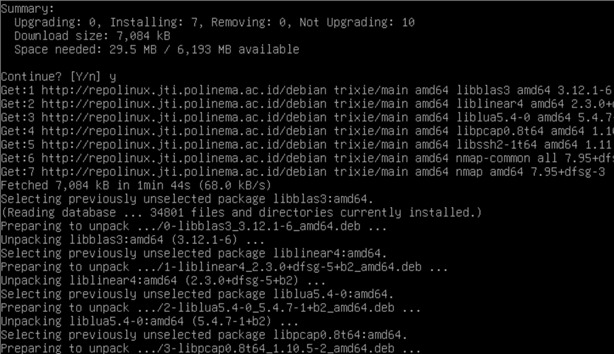 Summary:
  Upgrading: 0, Installing: 7, Removing: 0, Not Upgrading: 10
  Download size: 7,084 kB
  Space needed: 29.5 MB / 6,193 MB available

Continue? [Y/n] y
Get:1 http://repolinux.jti.polinema.ac.id/debian trixie/main amd64 libblas3 amd64 3.12.1-6
Get:2 http://repolinux.jti.polinema.ac.id/debian trixie/main amd64 liblinear4 amd64 2.3.0+
Get:3 http://repolinux.jti.polinema.ac.id/debian trixie/main amd64 liblua5.4-0 amd64 5.4.7
Get:4 http://repolinux.jti.polinema.ac.id/debian trixie/main amd64 libpcap0.8t64 amd64 1.10
Get:5 http://repolinux.jti.polinema.ac.id/debian trixie/main amd64 libssh2-1t64 amd64 1.11
Get:6 http://repolinux.jti.polinema.ac.id/debian trixie/main amd64 nmap-common all 7.95+dfs
Get:7 http://repolinux.jti.polinema.ac.id/debian trixie/main amd64 nmap amd64 7.95+dfsg-3
Fetched 7,084 kB in 1min 44s (68.0 kB/s)
Selecting previously unselected package libblas3:amd64.
(Reading database ... 34801 files and directories currently installed.)
Preparing to unpack .../0-libblas3_3.12.1-6_amd64.deb ...
Unpacking libblas3:amd64 (3.12.1-6) ...
Selecting previously unselected package liblinear4:amd64.
Preparing to unpack .../1-liblinear4_2.3.0+dfsg-5+b2_amd64.deb ...
Unpacking liblinear4:amd64 (2.3.0+dfsg-5+b2) ...
Selecting previously unselected package liblua5.4-0:amd64.
Preparing to unpack .../2-liblua5.4-0_5.4.7-1+b2_amd64.deb ...
Unpacking liblua5.4-0:amd64 (5.4.7-1+b2) ...
Selecting previously unselected package libpcap0.8t64:amd64.
Preparing to unpack .../3-libpcap0.8t64_1.10.5-2_amd64.deb ...